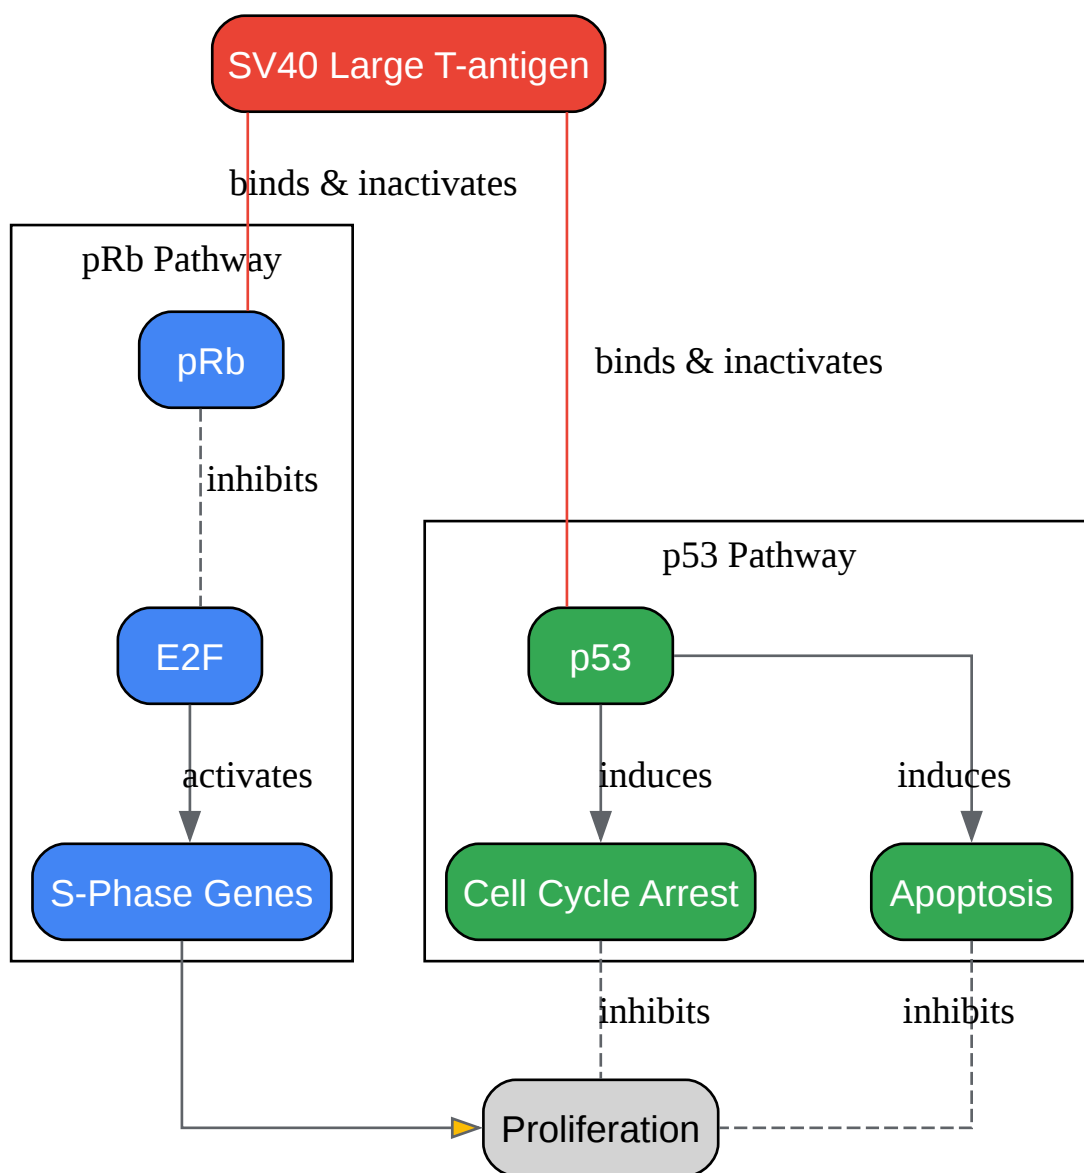 SV40 Large T-antigen
binds & inactivates
pRb Pathway
pRb
binds & inactivates
inhibits
p53 Pathway
E2F
p53
activates
induces
induces
S-Phase Genes
Cell Cycle Arrest
Apoptosis
inhibits
inhibits
Proliferation